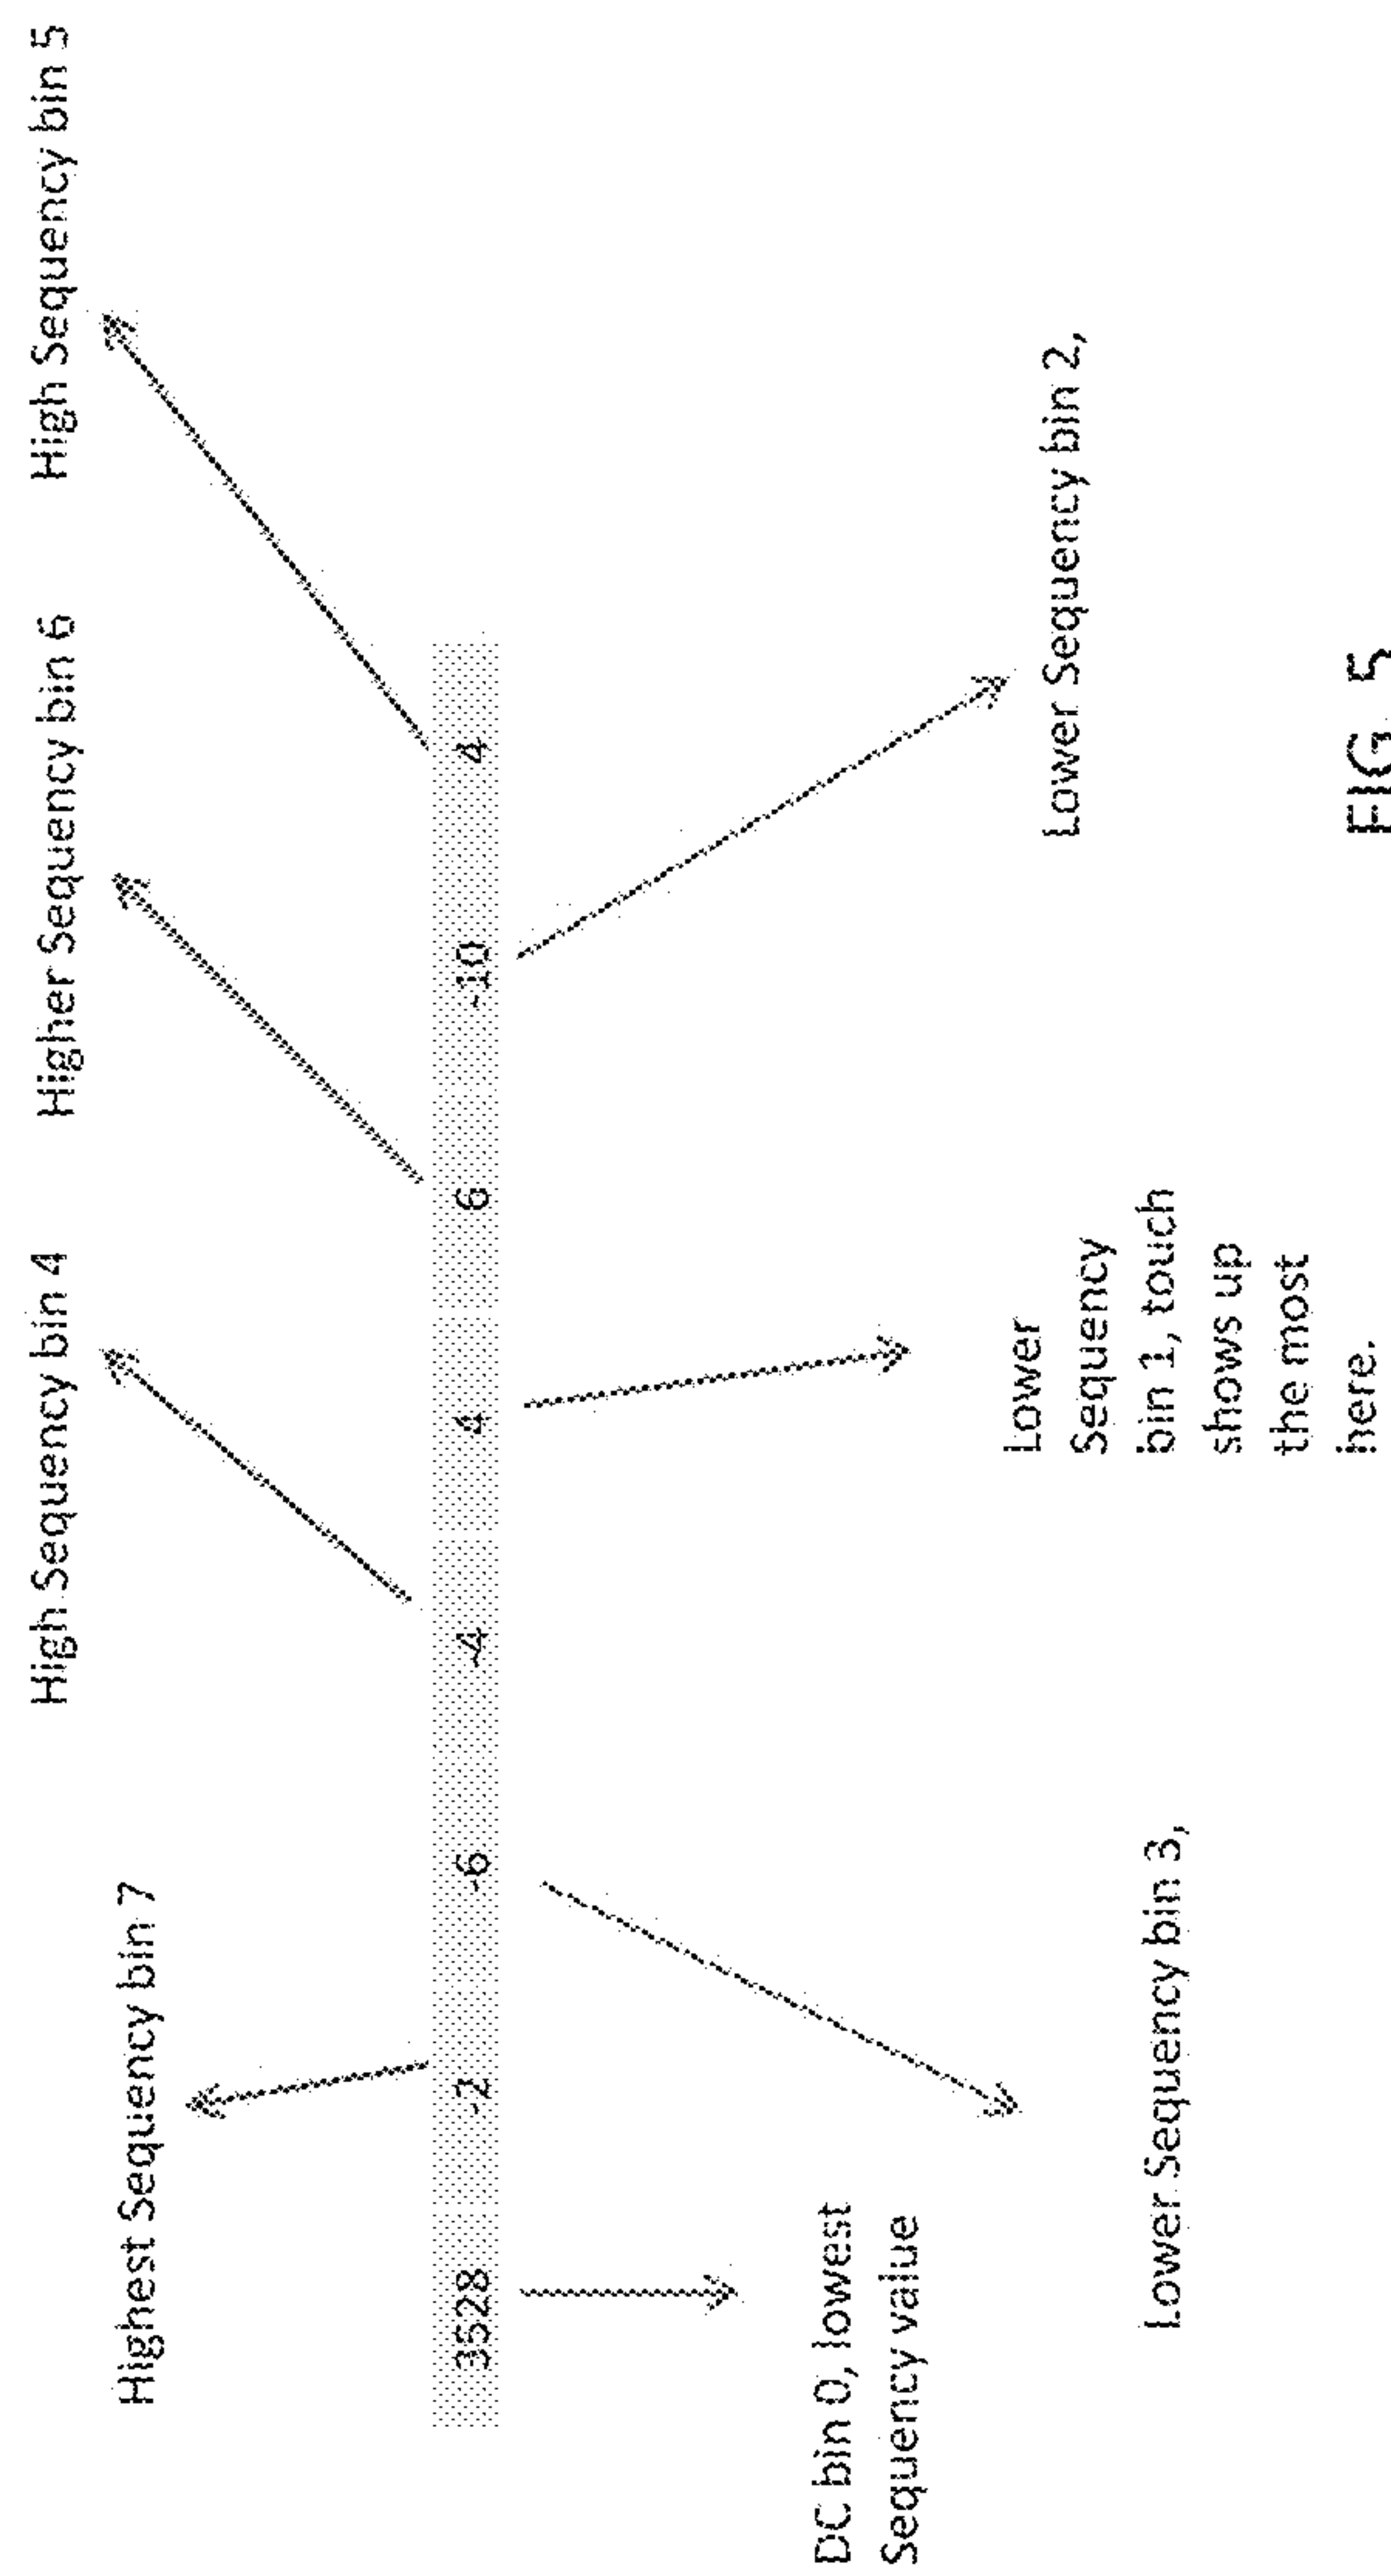 High Sequency bin 4
Higher Sequency bin 6
High Sequency bin 5
Highest Sequency bin 7
3528 -2 -6 -4 4 6 -10 4
DC bin 0, lowest
Sequency value
Lower Sequency bin 3,
Lower
Sequency
bin 1, touch
shows up
the most
here.
Lower Sequency bin 2,
FIG. 5